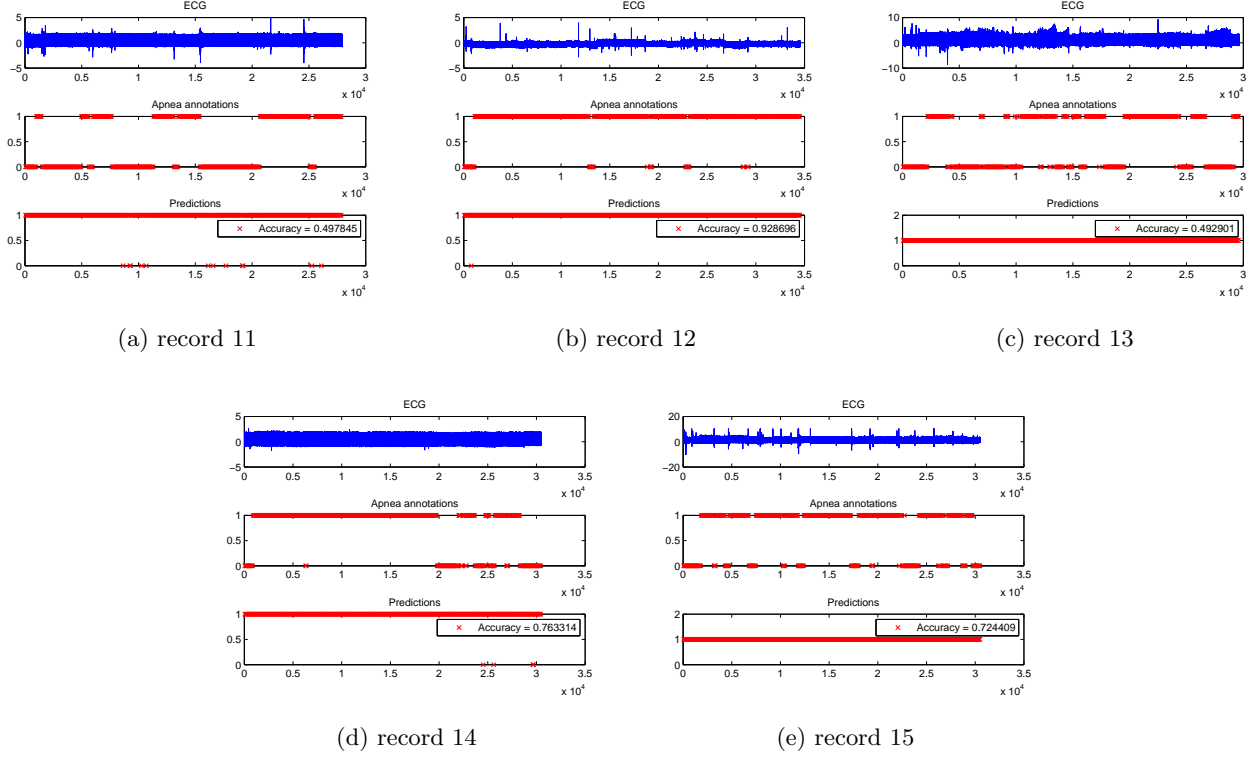 ECG
5
0
−5
0 0.5 1 1.5 2 2.5 3
x 10^4
Apnea annotations
1
0.5
0
0 0.5 1 1.5 2 2.5 3
x 10^4
Predictions
1
0.5
0
Accuracy = 0.497845
0 0.5 1 1.5 2 2.5 3
x 10^4
(a) record 11
ECG
5
0
−5
0 0.5 1 1.5 2 2.5 3 3.5
x 10^4
Apnea annotations
1
0.5
0
0 0.5 1 1.5 2 2.5 3 3.5
x 10^4
Predictions
1
0.5
0
Accuracy = 0.928696
0 0.5 1 1.5 2 2.5 3 3.5
x 10^4
(b) record 12
ECG
10
0
−10
0 0.5 1 1.5 2 2.5 3
x 10^4
Apnea annotations
1
0.5
0
0 0.5 1 1.5 2 2.5 3
x 10^4
Predictions
2
1
0
Accuracy = 0.492901
0 0.5 1 1.5 2 2.5 3
x 10^4
(c) record 13
ECG
5
0
−5
0 0.5 1 1.5 2 2.5 3 3.5
x 10^4
Apnea annotations
1
0.5
0
0 0.5 1 1.5 2 2.5 3 3.5
x 10^4
Predictions
1
0.5
0
Accuracy = 0.763314
0 0.5 1 1.5 2 2.5 3 3.5
x 10^4
(d) record 14
ECG
20
0
−20
0 0.5 1 1.5 2 2.5 3 3.5
x 10^4
Apnea annotations
1
0.5
0
0 0.5 1 1.5 2 2.5 3 3.5
x 10^4
Predictions
2
1
0
Accuracy = 0.724409
0 0.5 1 1.5 2 2.5 3 3.5
x 10^4
(e) record 15